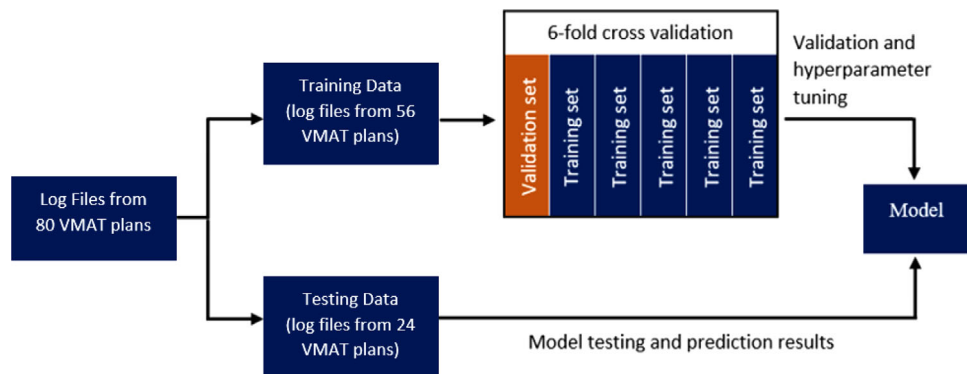 Log Files from
80 VMAT plans
Training Data
(log files from 56
VMAT plans)
6-fold cross validation
Validation set
Training set
Training set
Training set
Training set
Training set
Validation and
hyperparameter
tuning
Model
Testing Data
(log files from 24
VMAT plans)
Model testing and prediction results